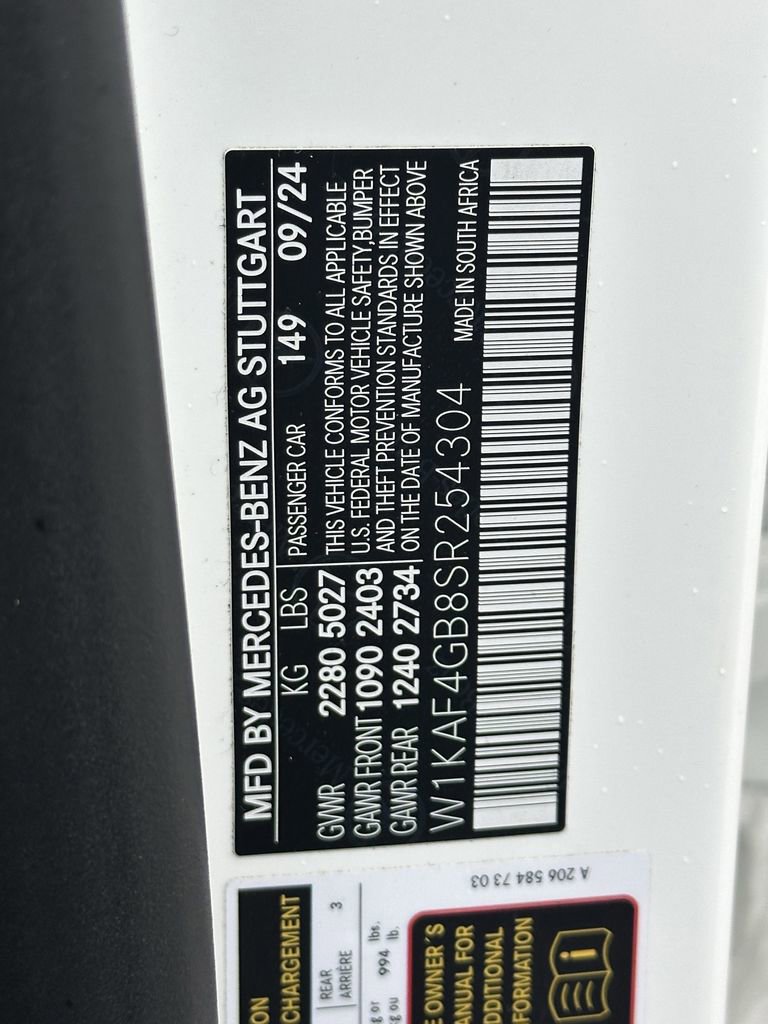 MFD BY MERCEDES-BENZ AG STUTTGART
KG LBS
GVWR 2280 5027
GAWR FRONT 1090 2403
GAWR REAR 1240 2734
PASSENGER CAR 149 09/24
THIS VEHICLE CONFORMS TO ALL APPLICABLE
U.S. FEDERAL MOTOR VEHICLE SAFETY,BUMPER
AND THEFT PREVENTION STANDARDS IN EFFECT
ON THE DATE OF MANUFACTURE SHOWN ABOVE
W1KAF4GB8SR254304 MADE IN SOUTH AFRICA
A 206 584 73 03
CHARGEMENT
REAR 3
ARRIÈRE
or 994 lbs.
ou lb.
OWNER'S
FOR